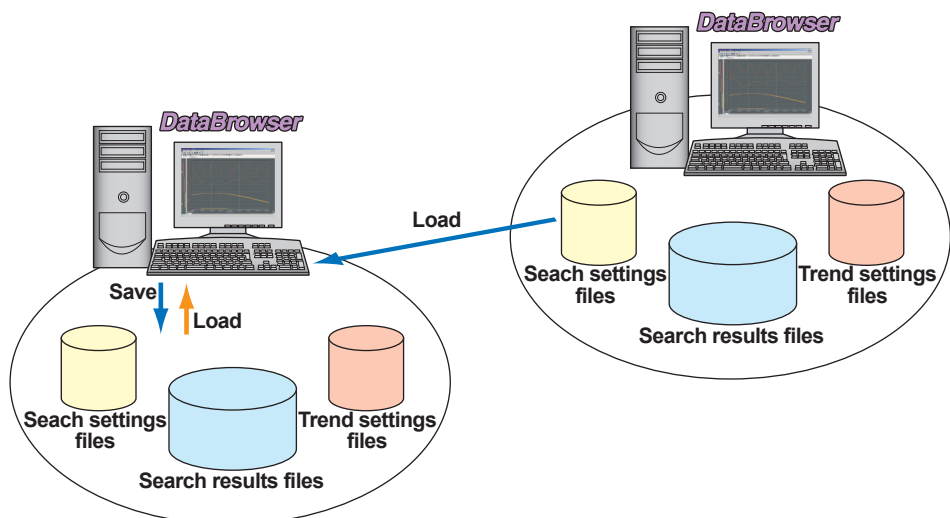 DataBrowser
DataBrowser
Load
Seach settings
files
Trend settings
files
Search results files
Save
Load
Seach settings
files
Trend settings
files
Search results files